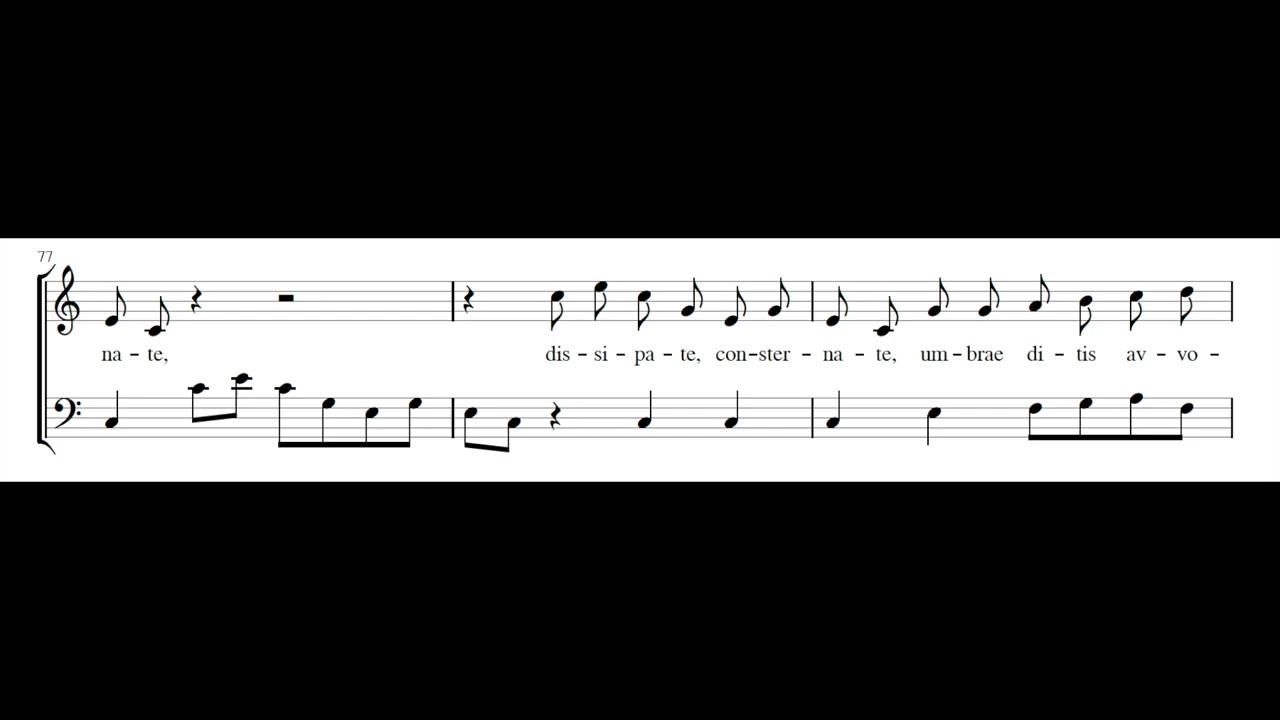 77
na - te, dis - si - pa - te, con - ster - na - te, um - brae di - tis av - vo -